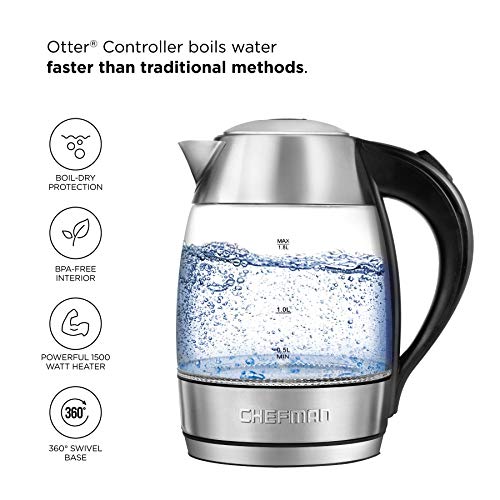 Otter® Controller boils water
faster than traditional methods.
BOIL-DRY
PROTECTION
BPA-FREE
INTERIOR
POWERFUL 1500
WATT HEATER
360°
360° SWIVEL
BASE
MAX
1.8L
1.0L
0.5L
MIN
CHEFMAN